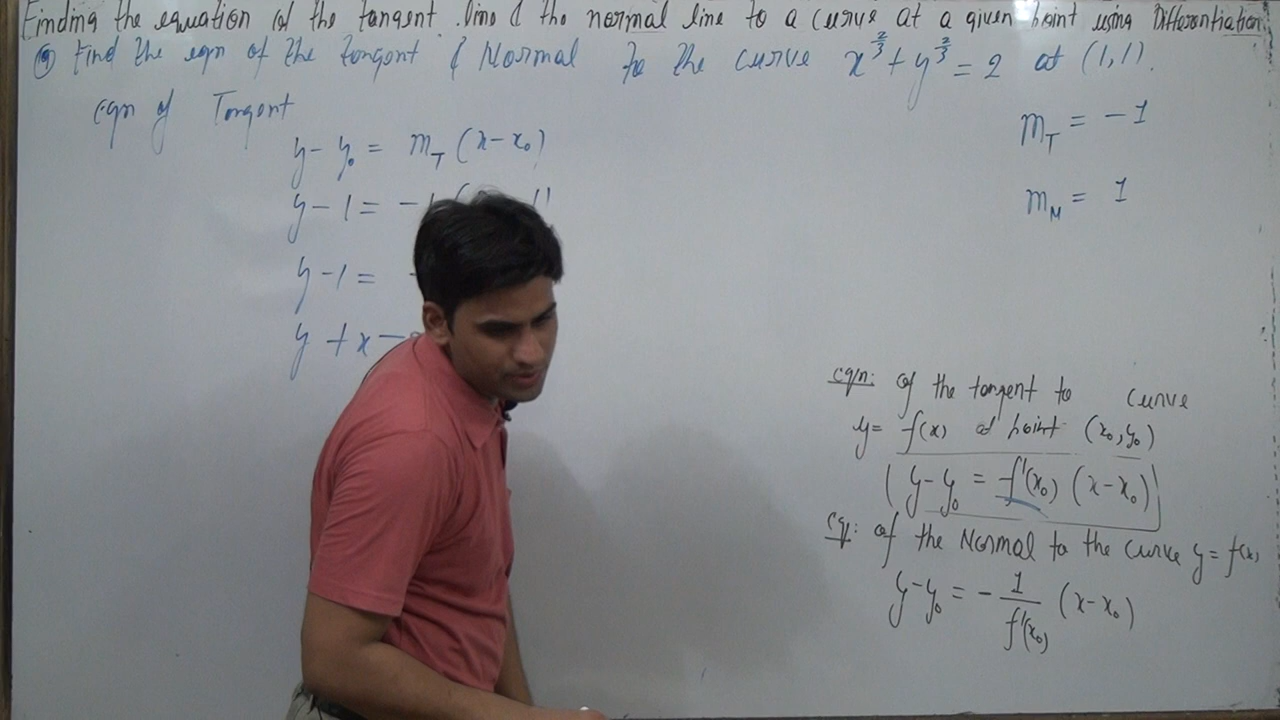 Finding the equation of the tangent line & the normal line to a curve at a given point using Differentiation
Q Find the eqn of the tangent & Normal to the curve x^{2/3} + y^{2/3} = 2 at (1,1).
eqn of Tangent
y - y₀ = m_T (x - x₀)
y - 1 = -1
y - 1 =
y + x -
m_T = -1
m_N = 1
eqn: of the tangent to curve
y = f(x) at point (x₀, y₀)
y - y₀ = f'(x₀) (x - x₀)
eq: of the Normal to the curve y = f(x)
y - y₀ = - 1/f'(x₀) (x - x₀)